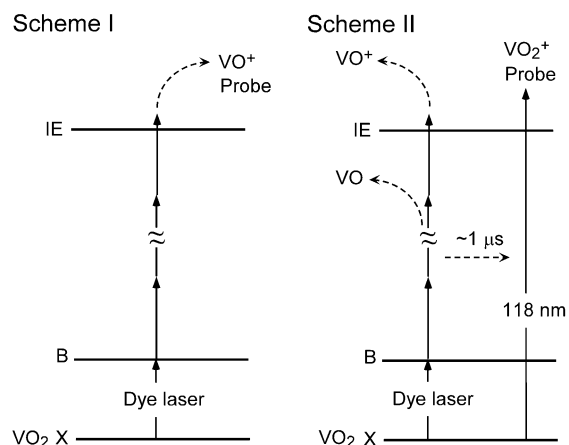 Scheme I
VO⁺
Probe
IE
≈
B
Dye laser
VO₂ X
Scheme II
VO⁺
VO₂⁺
Probe
IE
VO
≈
~1 μs
118 nm
B
Dye laser
VO₂ X